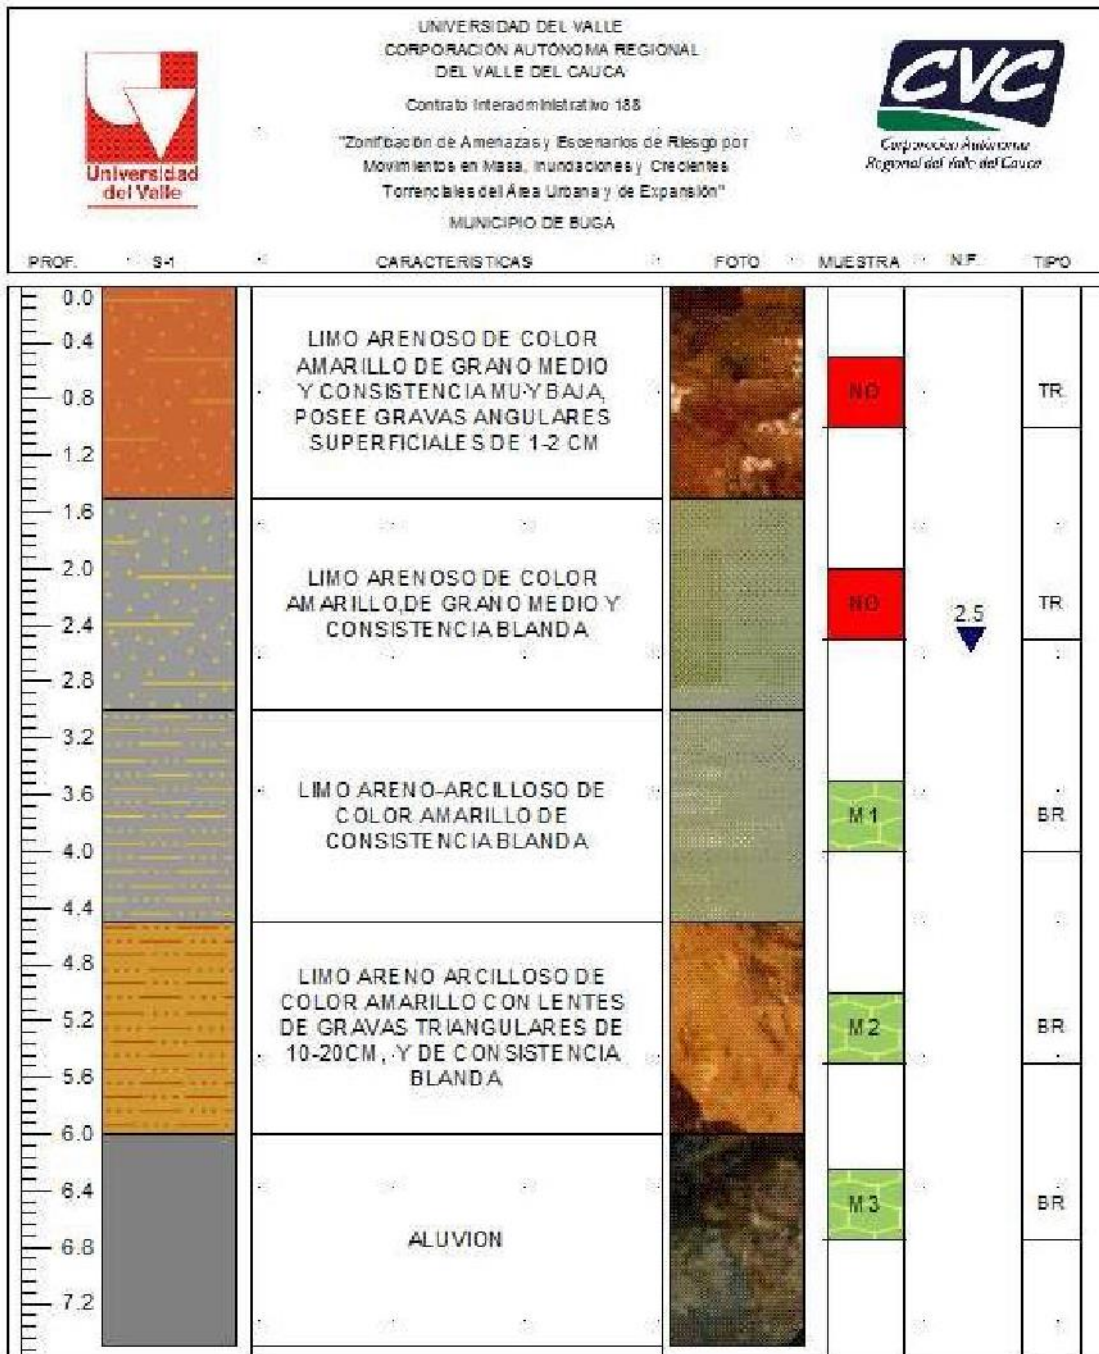 UNIVERSIDAD DEL VALLE
CORPORACIÓN AUTÓNOMA REGIONAL
DEL VALLE DEL CAUCA
Contrato Interadministrativo 188
"Zonificación de Amenazas y Escenarios de Riesgo por
Movimientos en Masa, Inundaciones y Crecientes
Torrenciales del Área Urbana y de Expansión"
MUNICIPIO DE BUGA
Universidad
del Valle
CVC
Corporación Autónoma
Regional del Valle del Cauca
PROF. S-1 CARACTERISTICAS FOTO MUESTRA N.F. TIPO
0.0
0.4
0.8
1.2
LIMO ARENOSO DE COLOR
AMARILLO DE GRANO MEDIO
Y CONSISTENCIA MUY BAJA,
POSEE GRAVAS ANGULARES
SUPERFICIALES DE 1-2 CM
NO
TR
1.6
2.0
2.4
2.8
LIMO ARENOSO DE COLOR
AMARILLO, DE GRANO MEDIO Y
CONSISTENCIA BLANDA
NO
2.5
TR
3.2
3.6
4.0
4.4
LIMO ARENO-ARCILLOSO DE
COLOR AMARILLO DE
CONSISTENCIA BLANDA
M1
BR
4.8
5.2
5.6
6.0
LIMO ARENO ARCILLOSO DE
COLOR AMARILLO CON LENTES
DE GRAVAS TRIANGULARES DE
10-20CM, Y DE CONSISTENCIA
BLANDA
M2
BR
6.4
6.8
7.2
ALUVION
M3
BR